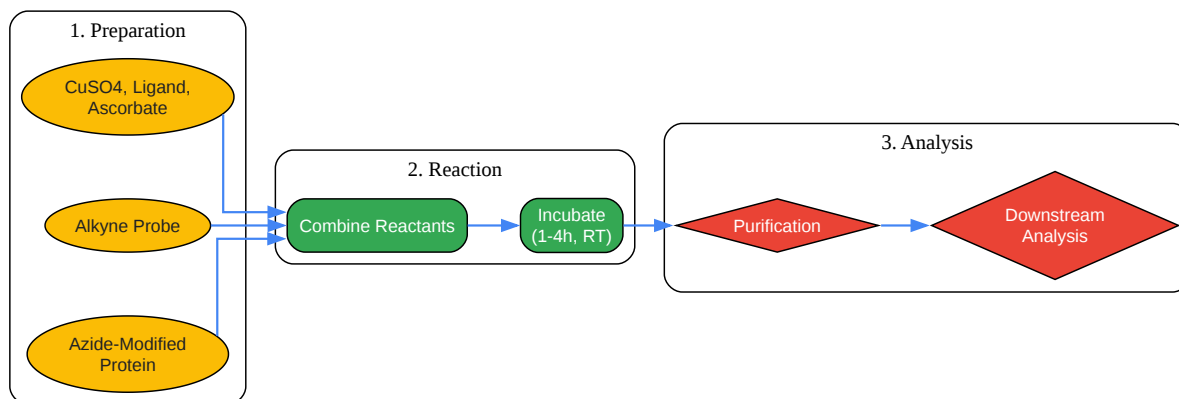 1. Preparation
CuSO4, Ligand,
Ascorbate
Alkyne Probe
Azide-Modified
Protein
2. Reaction
Combine Reactants
Incubate
(1-4h, RT)
3. Analysis
Purification
Downstream
Analysis